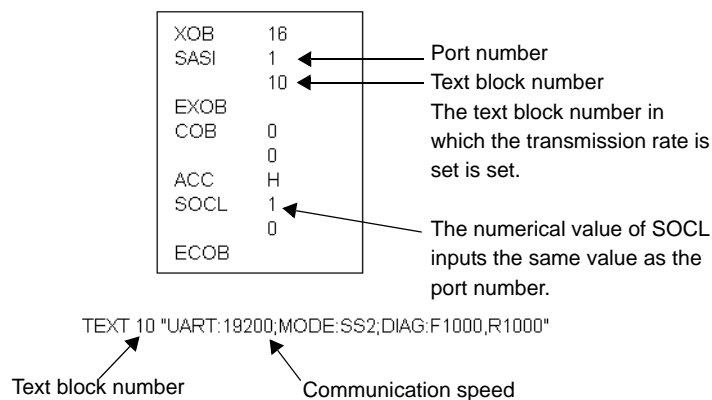 XOB 16
SASI 1
10
EXOB
COB 0
0
ACC H
SOCL 1
0
ECOB
Port number
Text block number
The text block number in
which the transmission rate is
set is set.
The numerical value of SOCL
inputs the same value as the
port number.
TEXT 10 "UART:19200;MODE:SS2;DIAG:F1000,R1000"
Text block number
Communication speed